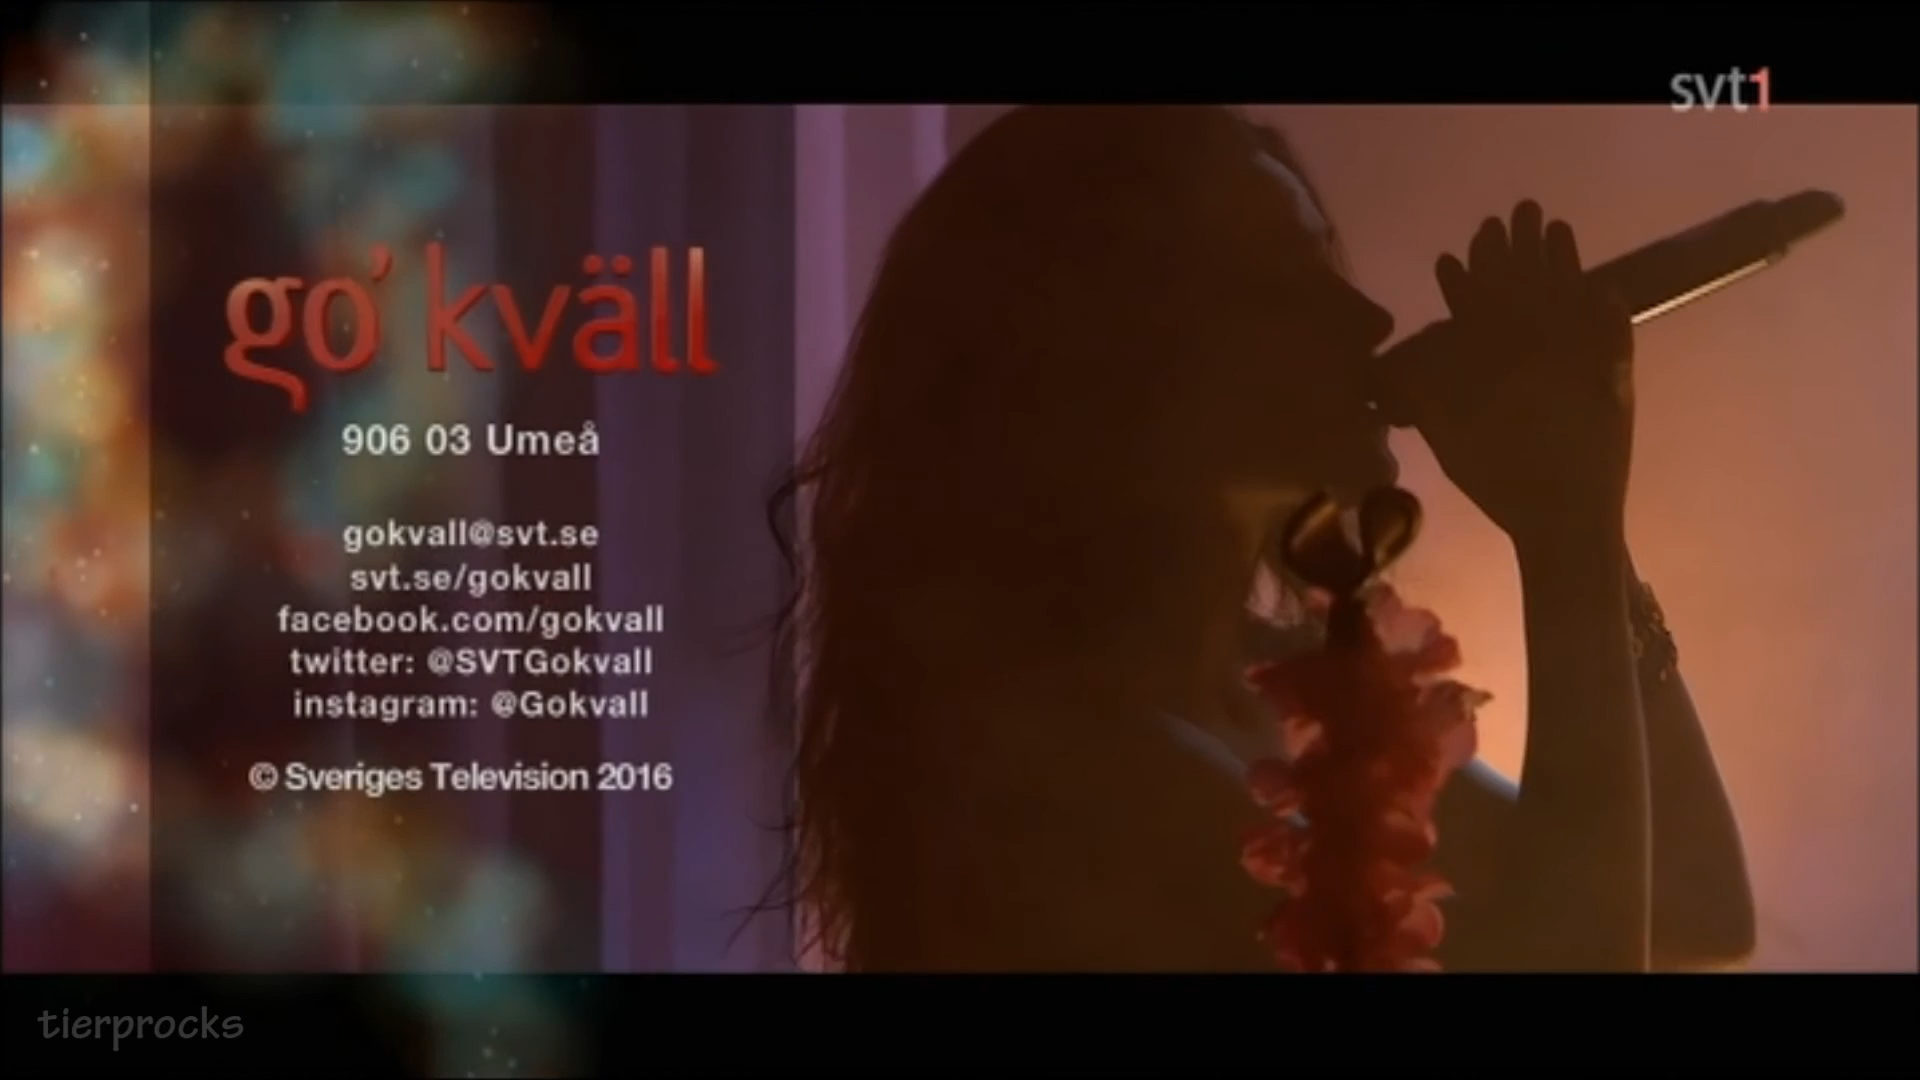 svt1
go' kväll
906 03 Umeå
gokvall@svt.se
svt.se/gokvall
facebook.com/gokvall
twitter: @SVTGokvall
instagram: @Gokvall
© Sveriges Television 2016
tierprocks